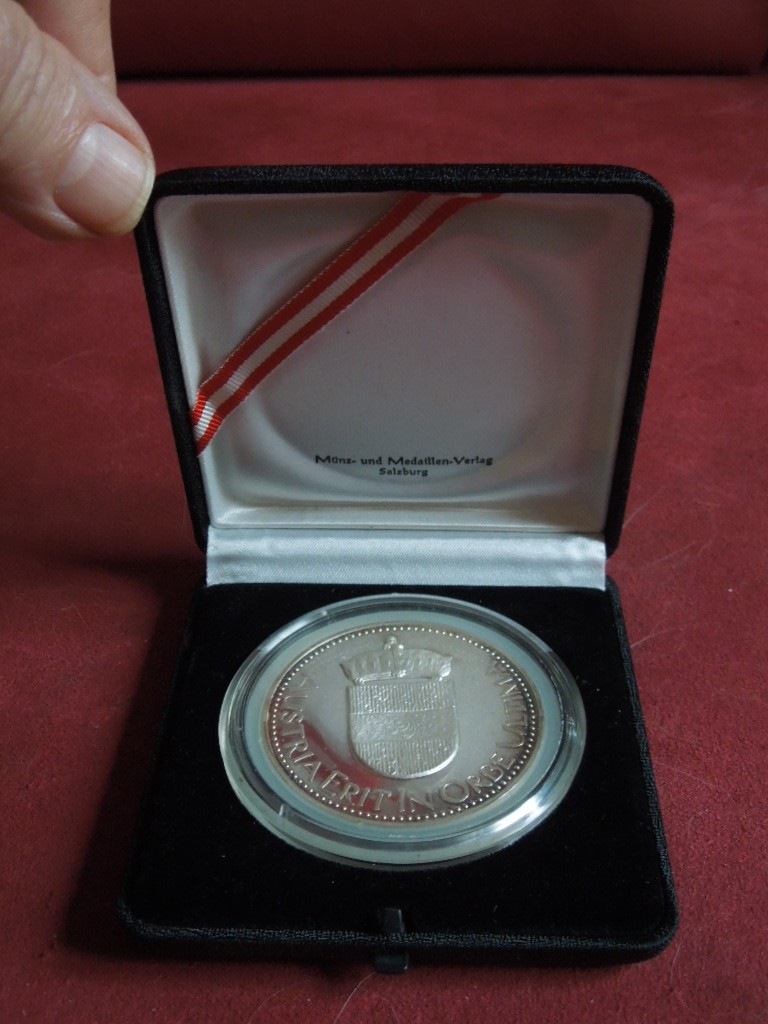 Münz- und Medaillen-Verlag
Salzburg
AUSTRIA ERIT IN ORBE ULTIMA